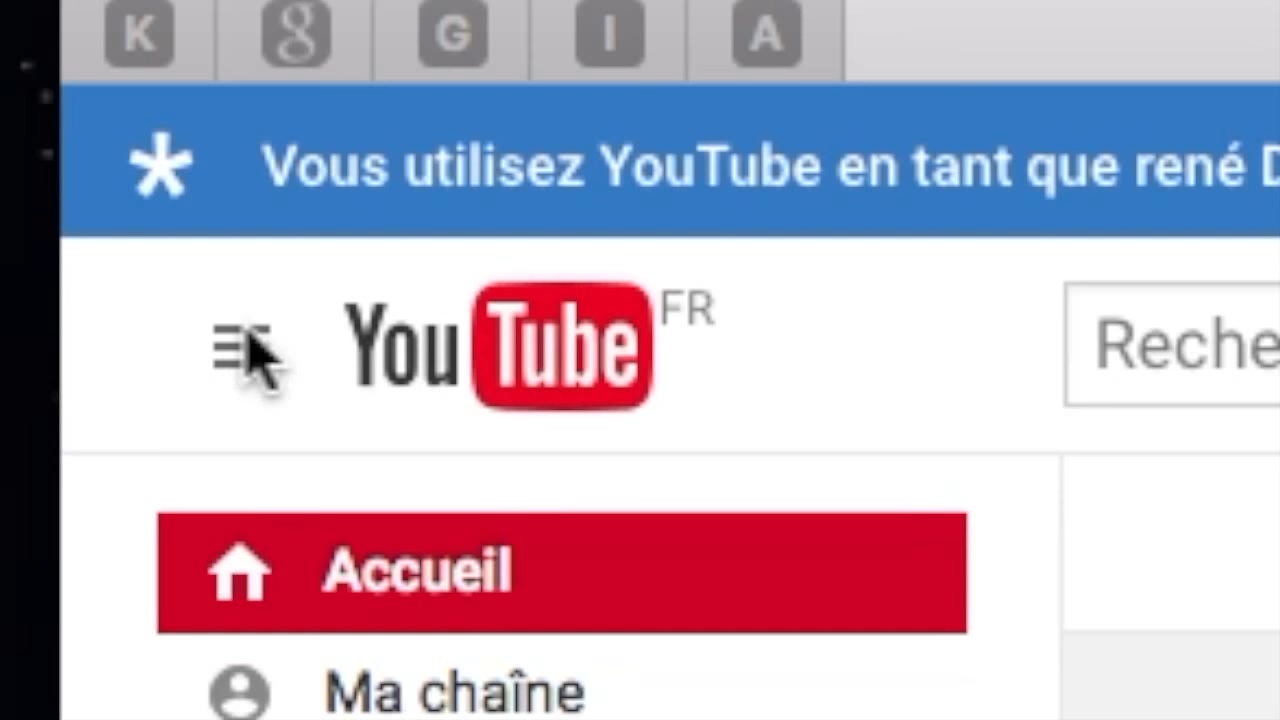 K g G I A
Vous utilisez YouTube en tant que rené D
YouTube FR
Reche
Accueil
Ma chaîne